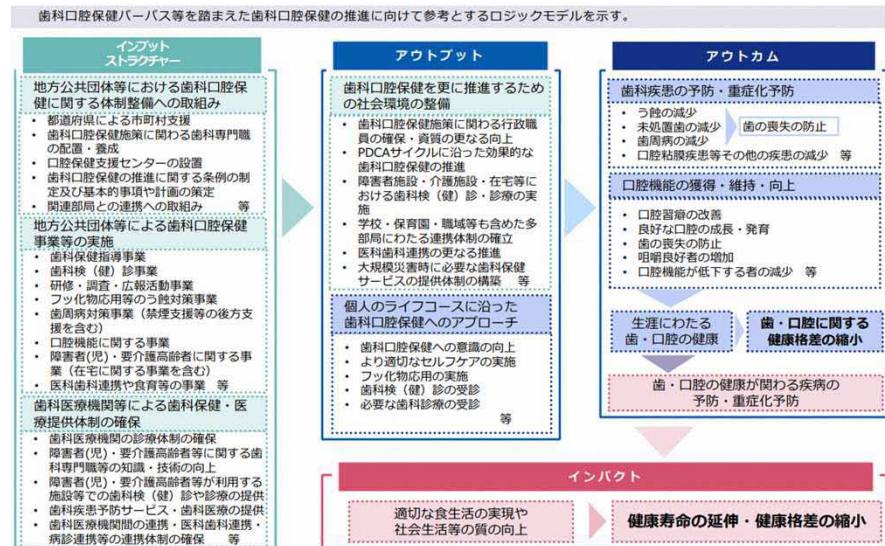 歯科口腔保健パーパス等を踏まえた歯科口腔保健の推進に向けて参考とするロジックモデルを示す。
インプット
ストラクチャー
地方公共団体等における歯科口腔保
健に関する体制整備への取組み
・ 都道府県による市町村支援
・ 歯科口腔保健施策に関わる歯科専門職
の配置・養成
・ 口腔保健支援センターの設置
・ 歯科口腔保健の推進に関する条例の制
定及び基本的事項や計画の策定
・ 関連部局との連携への取組み 等
地方公共団体等による歯科口腔保健
事業等の実施
・ 歯科保健指導事業
・ 歯科検（健）診事業
・ 研修・調査・広報活動事業
・ フッ化物応用等のう蝕対策事業
・ 歯周病対策事業（禁煙支援等の後方支
援を含む）
・ 口腔機能に関する事業
・ 障害者(児)・要介護高齢者に関する事
業（在宅に関する事業を含む）
・ 医科歯科連携や食育等の事業 等
歯科医療機関等による歯科保健・医
療提供体制の確保
・ 歯科医療機関の診療体制の確保
・ 障害者(児)・要介護高齢者等に関する歯
科専門職等の知識・技術の向上
・ 障害者(児)・要介護高齢者等が利用する
施設等での歯科検（健）診や診療の提供
・ 歯科疾患予防サービス・歯科医療の提供
・ 歯科医療機関間の連携・医科歯科連携・
病診連携等の連携体制の確保 等
アウトプット
歯科口腔保健を更に推進するため
の社会環境の整備
・ 歯科口腔保健施策に関わる行政職
員の確保・資質の更なる向上
・ PDCAサイクルに沿った効果的な
歯科口腔保健の推進
・ 障害者施設・介護施設・在宅等に
おける歯科検（健）診・診療の実
施
・ 学校・保育園・職域等も含めた多
部局にわたる連携体制の確立
・ 医科歯科連携の更なる推進
・ 大規模災害時に必要な歯科保健
サービスの提供体制の構築 等
個人のライフコースに沿った
歯科口腔保健へのアプローチ
・ 歯科口腔保健への意識の向上
・ より適切なセルフケアの実施
・ フッ化物応用の実施
・ 歯科検（健）診の受診
・ 必要な歯科診療の受診
等
アウトカム
歯科疾患の予防・重症化予防
・ う蝕の減少
・ 未処置歯の減少
・ 歯周病の減少
・ 口腔粘膜疾患等その他の疾患の減少 等
歯の喪失の防止
口腔機能の獲得・維持・向上
・ 口腔習癖の改善
・ 良好な口腔の成長・発育
・ 歯の喪失の防止
・ 咀嚼良好者の増加
・ 口腔機能が低下する者の減少 等
生涯にわたる
歯・口腔の健康
歯・口腔に関する
健康格差の縮小
歯・口腔の健康が関わる疾病の
予防・重症化予防
インパクト
適切な食生活の実現や
社会生活等の質の向上
健康寿命の延伸・健康格差の縮小